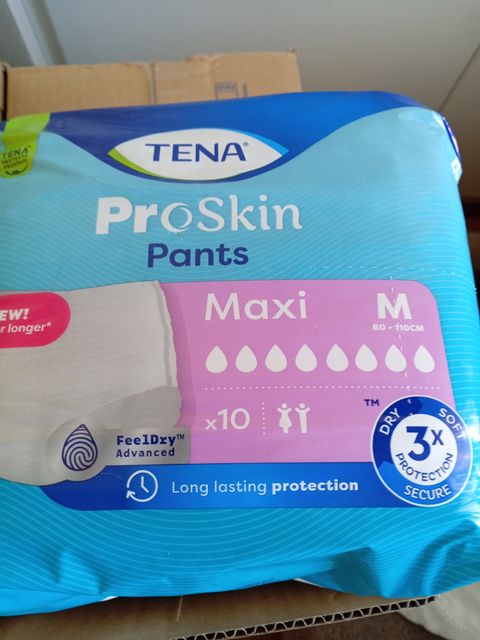 TENA
TENA
ProSkin
Pants
Maxi
M
80 - 110CM
EW!
r longer*
x10
FeelDry™
Advanced
™
DRY SOFT
3X
PROTECTION
SECURE
Long lasting protection